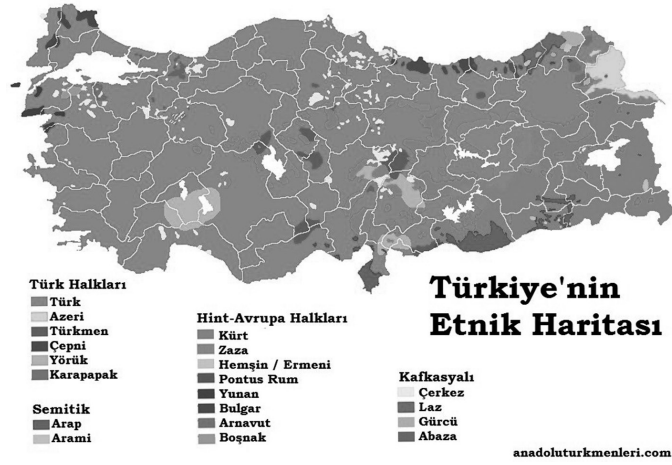 Türkiye'nin
Etnik Haritası
Türk Halkları
Türk
Azeri
Türkmen
Çepni
Yörük
Karapapak
Semitik
Arap
Arami
Hint-Avrupa Halkları
Kürt
Zaza
Hemşin / Ermeni
Pontus Rum
Yunan
Bulgar
Arnavut
Boşnak
Kafkasyalı
Çerkez
Laz
Gürcü
Abaza
anadoluturkmenleri.com